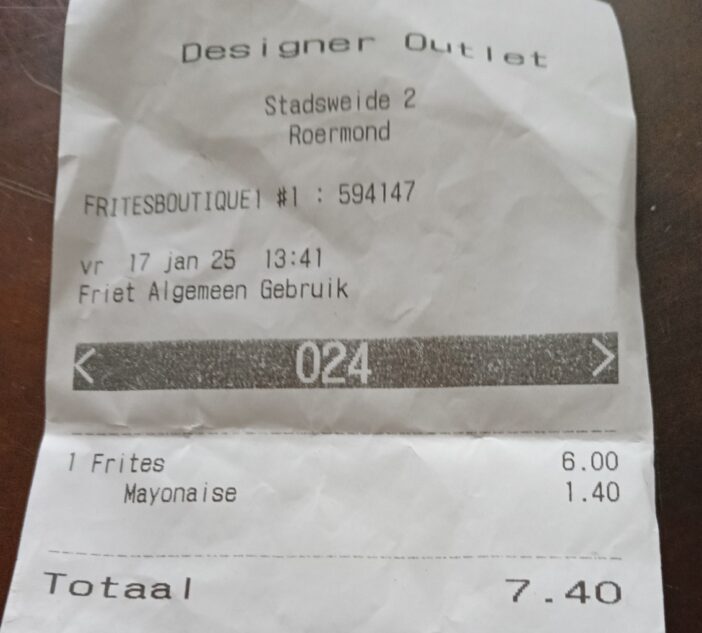 Designer Outlet
Stadsweide 2
Roermond
FRITESBOUTIQUE1 #1 : 594147
vr 17 jan 25 13:41
Friet Algemeen Gebruik
< 024 >
1 Frites 6.00
Mayonaise 1.40
Totaal 7.40